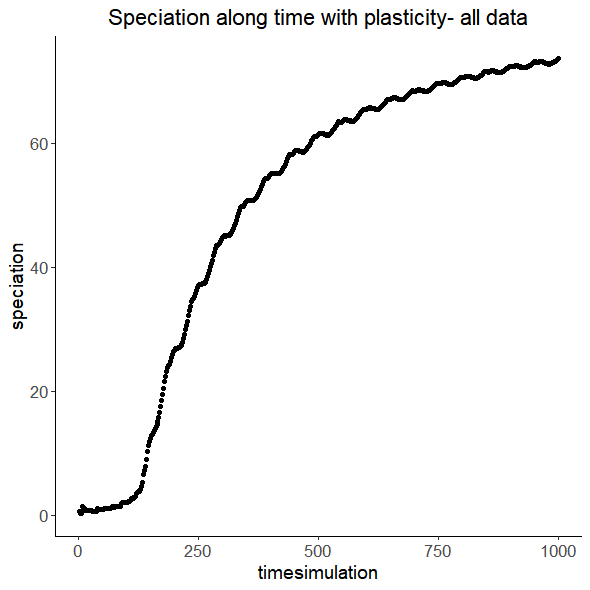 Speciation along time with plasticity- all data
speciation
60
40
20
0
0 250 500 750 1000
timesimulation